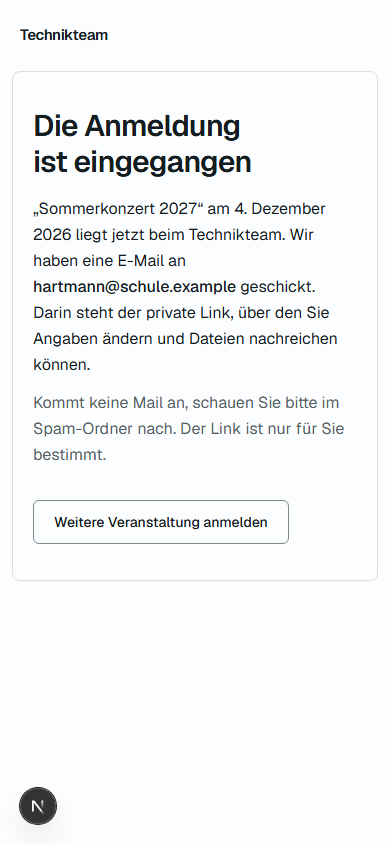 Technikteam
Die Anmeldung
ist eingegangen
„Sommerkonzert 2027“ am 4. Dezember
2026 liegt jetzt beim Technikteam. Wir
haben eine E-Mail an
hartmann@schule.example geschickt.
Darin steht der private Link, über den Sie
Angaben ändern und Dateien nachreichen
können.
Kommt keine Mail an, schauen Sie bitte im
Spam-Ordner nach. Der Link ist nur für Sie
bestimmt.
Weitere Veranstaltung anmelden
N